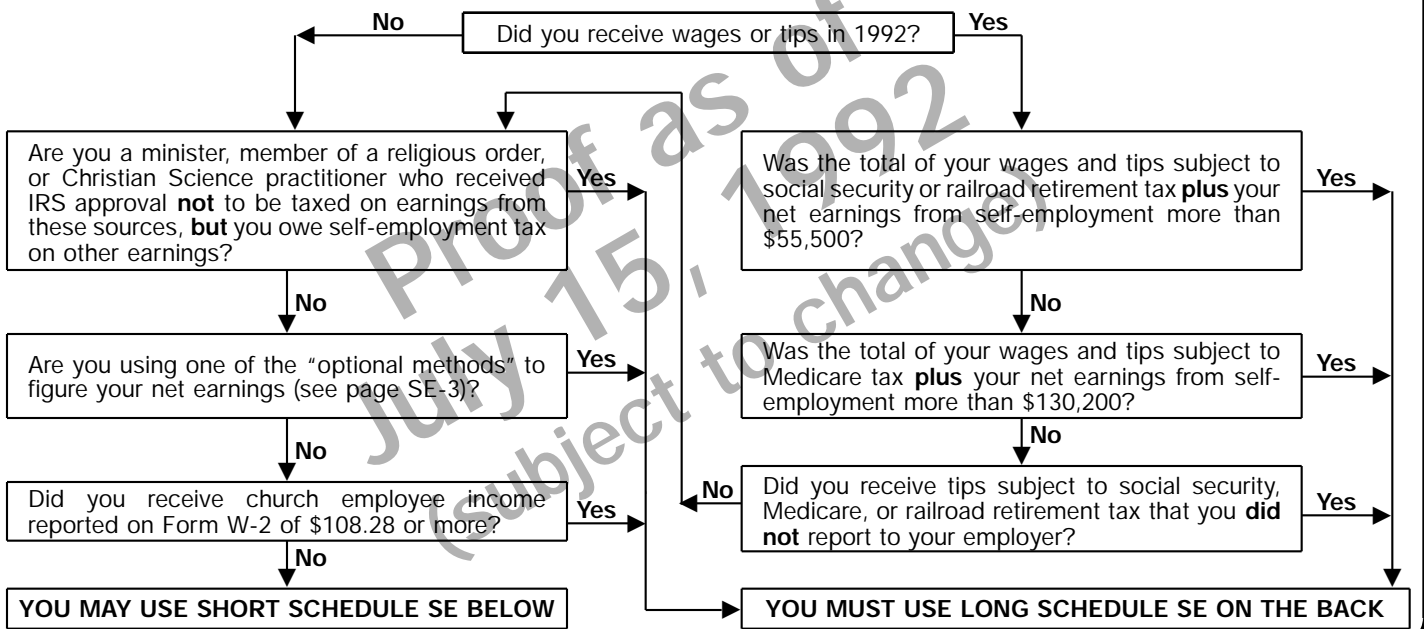 Did you receive wages or tips in 1992?
No
Yes
Are you a minister, member of a religious order,
or Christian Science practitioner who received
IRS approval not to be taxed on earnings from
these sources, but you owe self-employment tax
on other earnings?
Yes
No
Are you using one of the “optional methods” to
figure your net earnings (see page SE-3)?
Yes
No
Did you receive church employee income
reported on Form W-2 of $108.28 or more?
Yes
No
YOU MAY USE SHORT SCHEDULE SE BELOW
Was the total of your wages and tips subject to
social security or railroad retirement tax plus your
net earnings from self-employment more than
$55,500?
Yes
No
Was the total of your wages and tips subject to
Medicare tax plus your net earnings from self-
employment more than $130,200?
Yes
No
Did you receive tips subject to social security,
Medicare, or railroad retirement tax that you did
not report to your employer?
No
Yes
YOU MUST USE LONG SCHEDULE SE ON THE BACK
Proof as of
July 15, 1992
(subject to change)